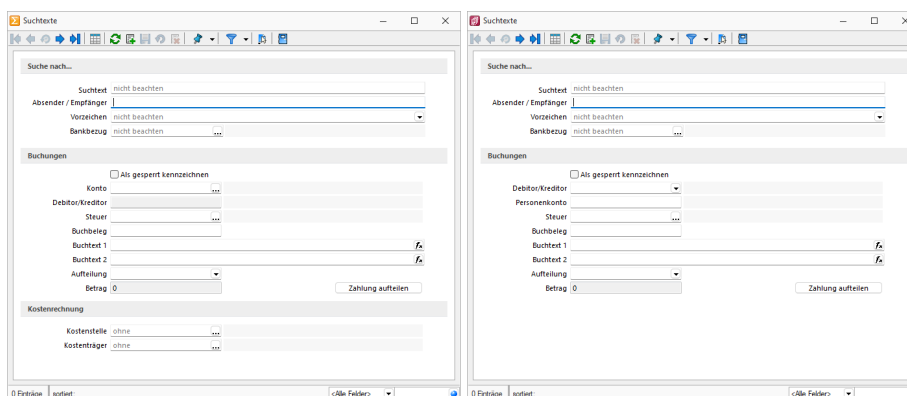 Suchtexte
Suche nach...
Suchtext nicht beachten
Absender / Empfänger
Vorzeichen nicht beachten
Bankbezug nicht beachten ...
Buchungen
Als gesperrt kennzeichnen
Konto ...
Debitor/Kreditor
Steuer ...
Buchbeleg
Buchtext 1 fx
Buchtext 2 fx
Aufteilung
Betrag 0 Zahlung aufteilen
Kostenrechnung
Kostenstelle ohne ...
Kostenträger ohne ...
0 Einträge sortiert: <Alle Felder>
Suchtexte
Suche nach...
Suchtext nicht beachten
Absender / Empfänger
Vorzeichen nicht beachten
Bankbezug nicht beachten ...
Buchungen
Als gesperrt kennzeichnen
Debitor/Kreditor
Personenkonto
Steuer ...
Buchbeleg
Buchtext 1 fx
Buchtext 2 fx
Aufteilung
Betrag 0 Zahlung aufteilen
0 Einträge sortiert: <Alle Felder>